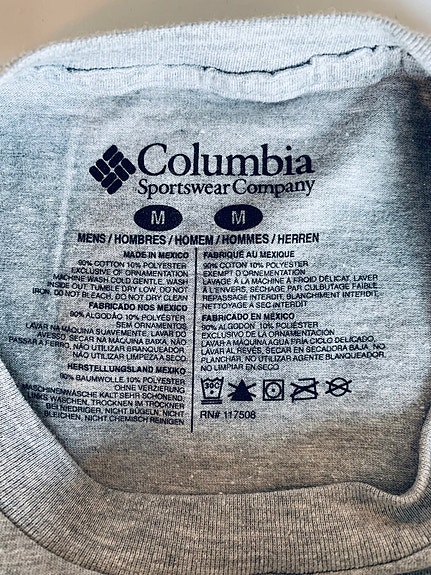 Columbia
Sportswear Company
M M
MENS / HOMBRES / HOMEM / HOMMES / HERREN
MADE IN MEXICO
90% COTTON 10% POLYESTER
EXCLUSIVE OF ORNAMENTATION
MACHINE WASH COLD GENTLE, WASH
INSIDE OUT, TUMBLE DRY LOW, DO NOT
IRON, DO NOT BLEACH, DO NOT DRY CLEAN
FABRICADO NOS MÉXICO
90% ALGODÃO 10% POLYÉSTER
SEM ORNAMENTOS
LAVAR NA MÁQUINA SUAVEMENTE, LAVAR DO
AVESSO, SECAR NA MÁQUINA BAIXA, NÃO
PASSAR A FERRO, NÃO UTILIZAR BRANQUEADOR,
NÃO UTILIZAR LIMPEZA A SECO.
HERSTELLUNGSLAND MEXIKO
90% BAUMWOLLE 10% POLYESTER
OHNE VERZIERUNG
MASCHINENWÄSCHE KALT SEHR SCHONEND,
LINKS WASCHEN, TROCKNEN IM TROCKNER
BEI NIEDRIGER, NICHT BÜGELN, NICHT
BLEICHEN, NICHT CHEMISCH REINIGEN
FABRIQUÉ AU MEXIQUE
90% COTON 10% POLYESTER
EXEMPT D'ORNEMENTATION
LAVAGE À LA MACHINE À FROID DELICAT, LAVER
À L'ENVERS, SÉCHAGE PAR CULBUTAGE FAIBLE,
REPASSAGE INTERDIT, BLANCHIMENT INTERDIT,
NETTOYAGE A SEC INTERDIT
FABRICADO EN MÉXICO
90% ALGODÓN 10% POLYESTER
EXCLUSIVO DE LA ORNAMENTACIÓN
LAVAR A MÁQUINA AGUA FRÍA CICLO DELICADO,
LAVAR AL REVÉS, SECAR EN SECADORA BAJA, NO
PLANCHAR, NO UTILIZAR AGENTE BLANQUEADOR,
NO LIMPIAR EN SECO
RN# 117508